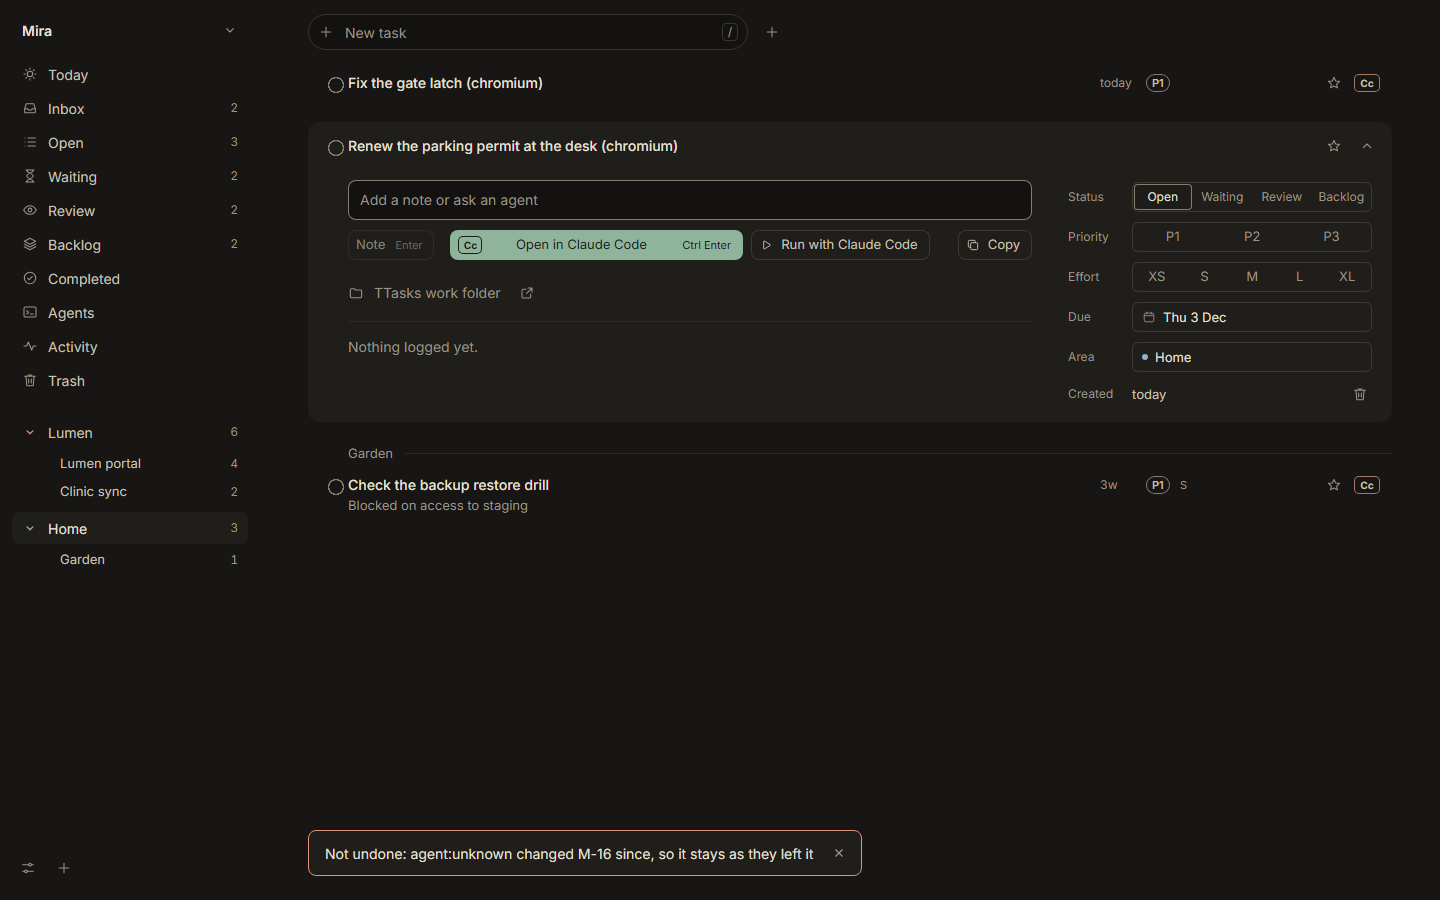 Mira
Today
Inbox 2
Open 3
Waiting 2
Review 2
Backlog 2
Completed
Agents
Activity
Trash
Lumen 6
Lumen portal 4
Clinic sync 2
Home 3
Garden 1
New task /
Fix the gate latch (chromium) today P1 Cc
Renew the parking permit at the desk (chromium)
Add a note or ask an agent
Note Enter Cc Open in Claude Code Ctrl Enter Run with Claude Code Copy
TTasks work folder
Nothing logged yet.
Status Open Waiting Review Backlog
Priority P1 P2 P3
Effort XS S M L XL
Due Thu 3 Dec
Area Home
Created today
Garden
Check the backup restore drill 3w P1 S Cc
Blocked on access to staging
Not undone: agent:unknown changed M-16 since, so it stays as they left it